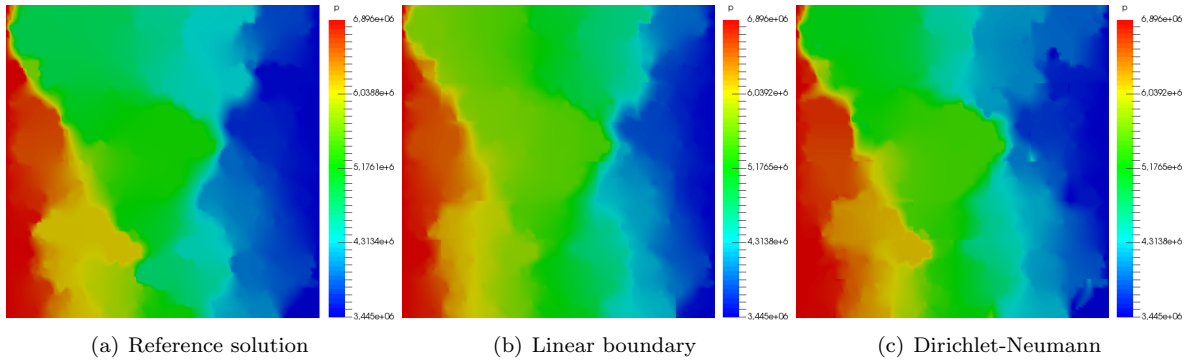 p
6,896e+06
6,0388e+6
5,1761e+6
4,3134e+6
3,445e+06
p
6,896e+06
6,0392e+6
5,1765e+6
4,3138e+6
3,445e+06
p
6,896e+06
6,0392e+6
5,1765e+6
4,3138e+6
3,445e+06
(a) Reference solution
(b) Linear boundary
(c) Dirichlet-Neumann